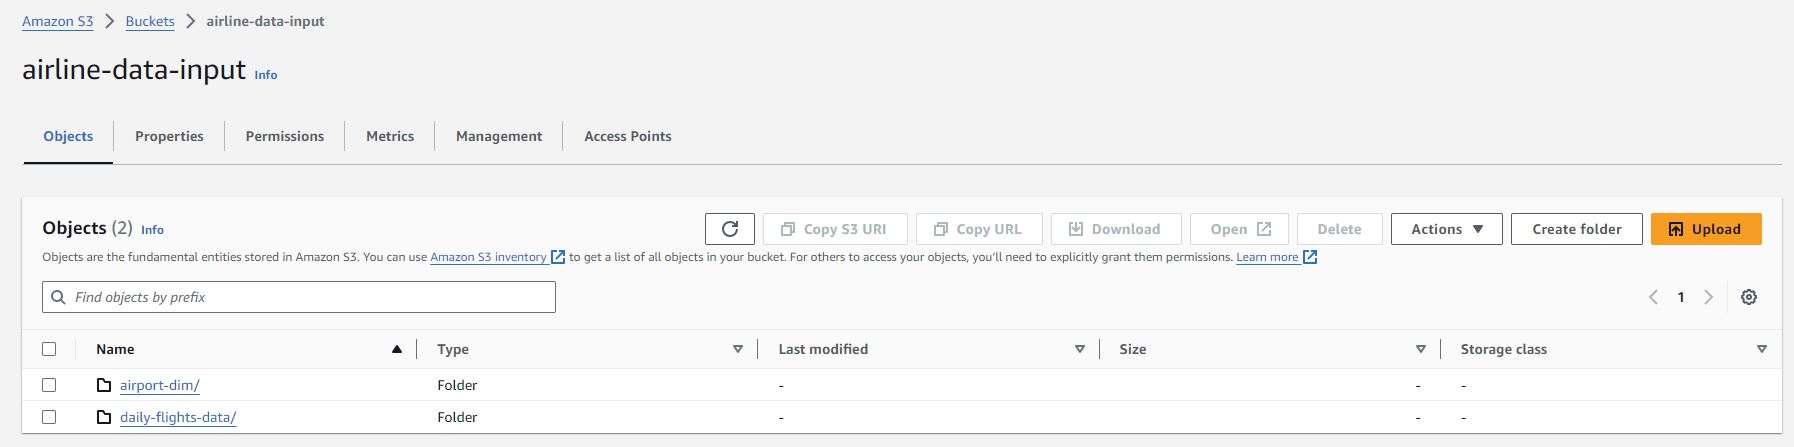 Amazon S3 > Buckets > airline-data-input
airline-data-input Info
Objects Properties Permissions Metrics Management Access Points
Objects (2) Info
Copy S3 URI Copy URL Download Open Delete Actions Create folder Upload
Objects are the fundamental entities stored in Amazon S3. You can use Amazon S3 inventory to get a list of all objects in your bucket. For others to access your objects, you'll need to explicitly grant them permissions. Learn more
Find objects by prefix
1
Name Type Last modified Size Storage class
airport-dim/ Folder - - -
daily-flights-data/ Folder - - -